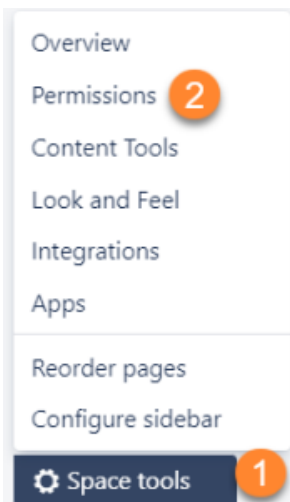 Overview
Permissions 2
Content Tools
Look and Feel
Integrations
Apps
Reorder pages
Configure sidebar
Space tools 1